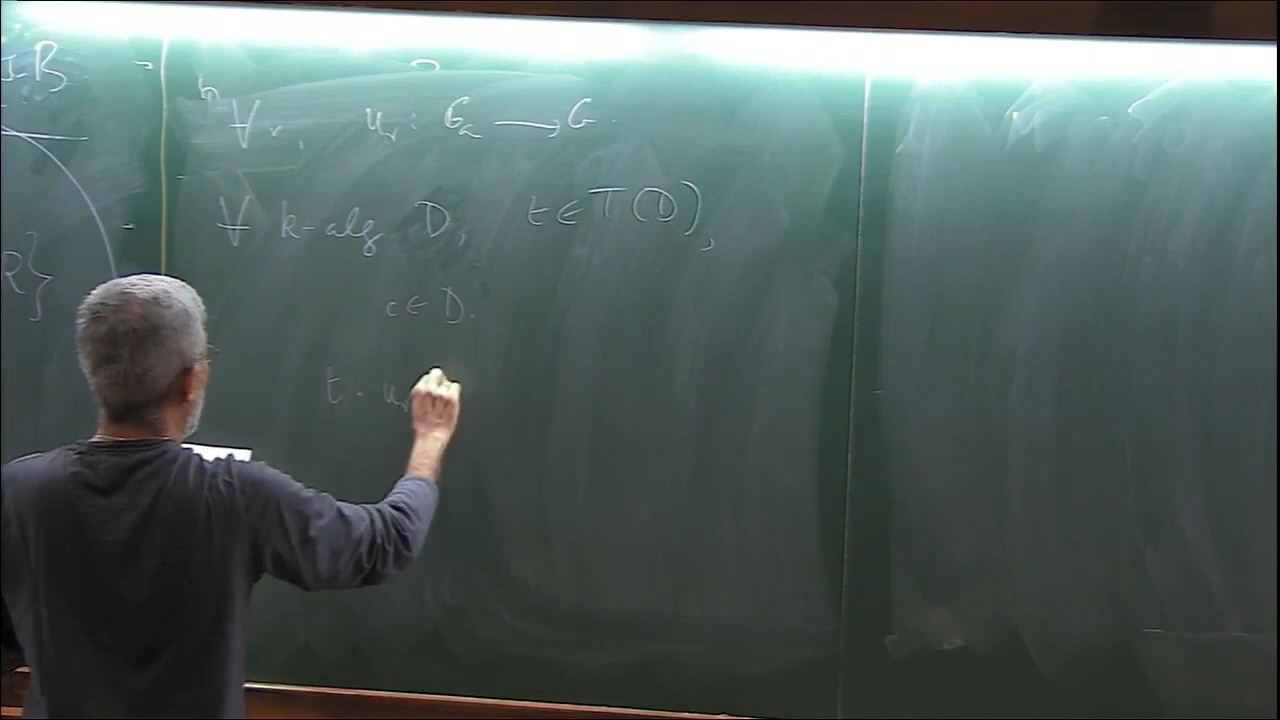 B
∀r, u_r : G_a → G.
∀ k-alg D, t ∈ T(D),
c ∈ D.
t · u_r
R}